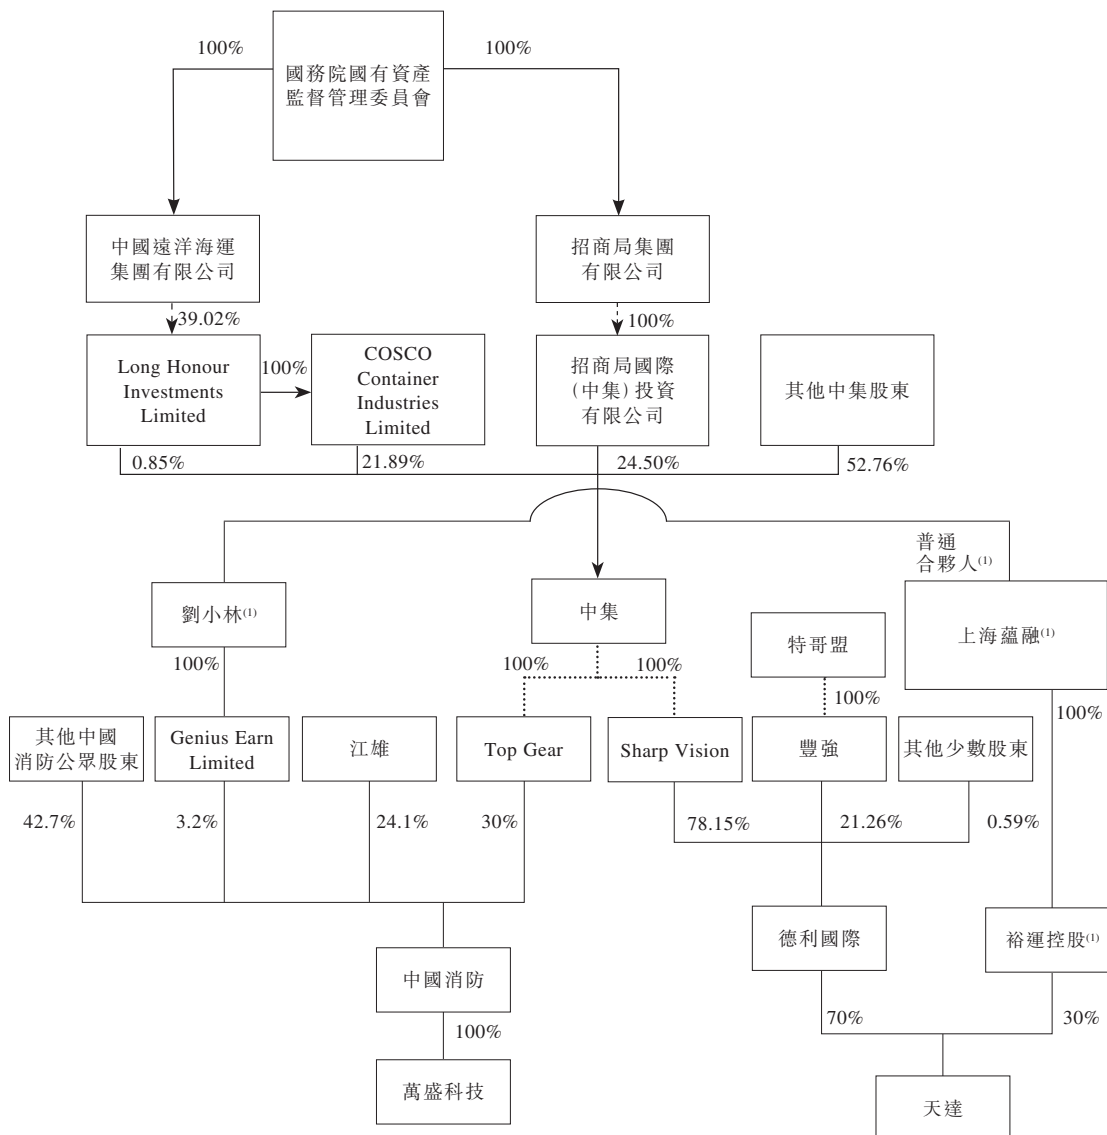 100%
100%
國務院國有資產
監督管理委員會
中國遠洋海運
集團有限公司
招商局集團
有限公司
39.02%
100%
Long Honour
Investments
Limited
100%
COSCO
Container
Industries
Limited
招商局國際
(中集)投資
有限公司
其他中集股東
0.85%
21.89%
24.50%
52.76%
普通
合夥人(1)
劉小林(1)
中集
特哥盟
上海蘊融(1)
100%
100%
100%
100%
100%
其他中國
消防公眾股東
Genius Earn
Limited
江雄
Top Gear
Sharp Vision
豐強
其他少數股東
42.7%
3.2%
24.1%
30%
78.15%
21.26%
0.59%
德利國際
裕運控股(1)
中國消防
70%
30%
100%
萬盛科技
天達